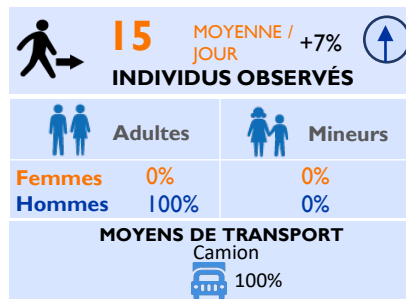 15 MOYENNE / JOUR +7%
INDIVIDUS OBSERVÉS
Adultes Mineurs
Femmes 0% 0%
Hommes 100% 0%
MOYENS DE TRANSPORT
Camion
100%